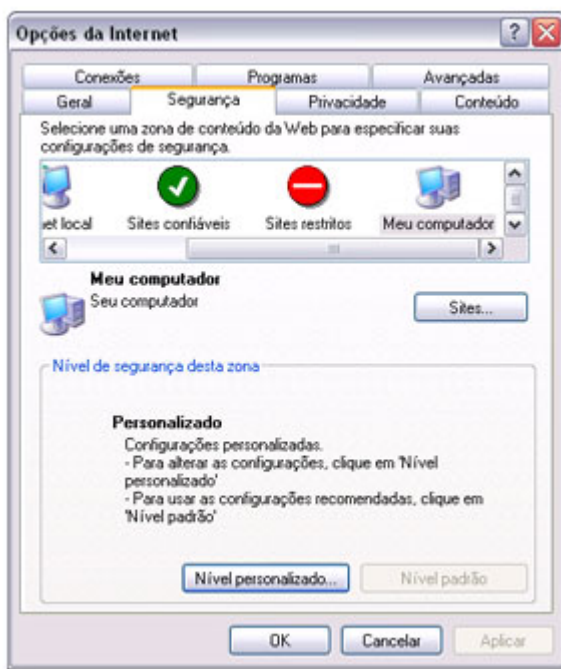 Opções da Internet
Conexões Programas Avançadas
Geral Segurança Privacidade Conteúdo
Selecione uma zona de conteúdo da Web para especificar suas
configurações de segurança.
et local Sites confiáveis Sites restritos Meu computador
Meu computador
Seu computador
Sites...
Nível de segurança desta zona
Personalizado
Configurações personalizadas.
- Para alterar as configurações, clique em 'Nível
personalizado'
- Para usar as configurações recomendadas, clique em
'Nível padrão'
Nível personalizado... Nível padrão
OK Cancelar Aplicar